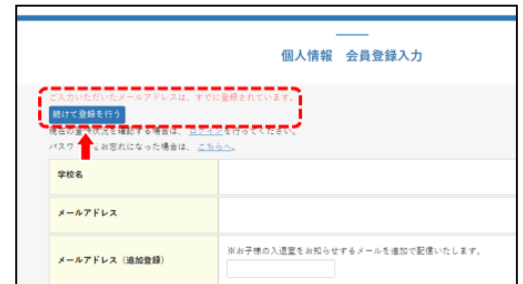 個人情報 会員登録入力
ご入力いただいたメールアドレスは、すでに登録されています。
続けて登録を行う
現在の登録状況を確認する場合は、ログインを行ってください。
パスワードをお忘れになった場合は、こちらへ。
学校名
メールアドレス
メールアドレス（追加登録）
※お子様の入退室をお知らせするメールを追加で配信いたします。